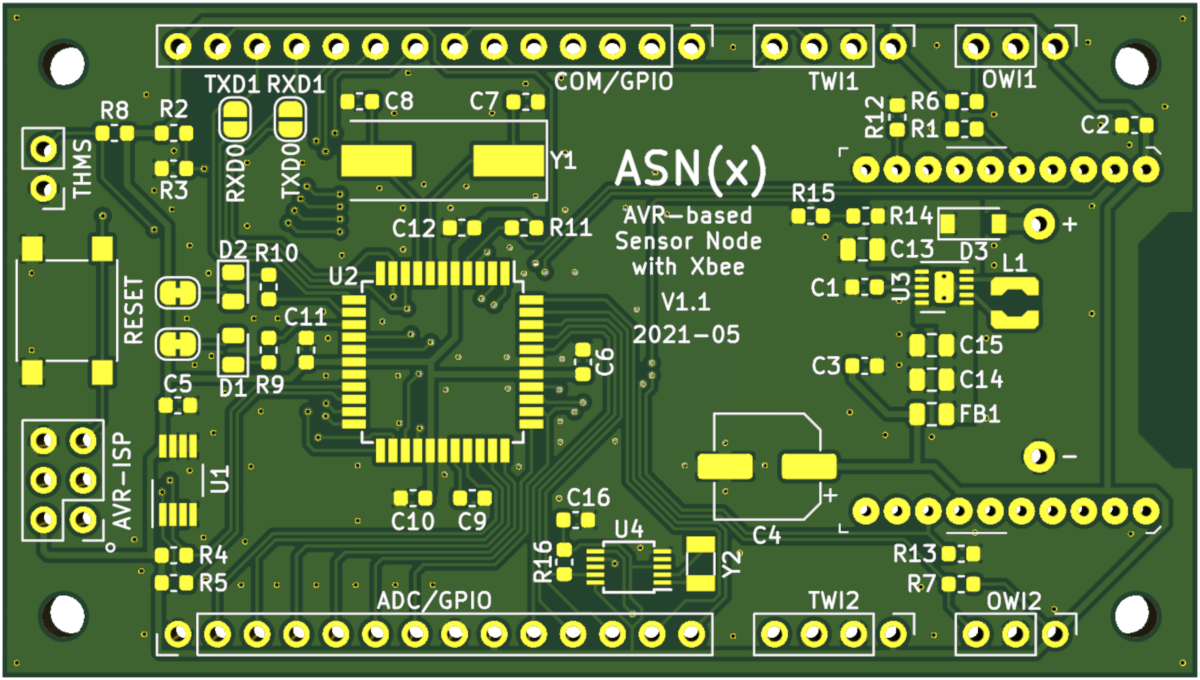 COM/GPIO
TWI1
OWI1
TXD1 RXD1
C8
C7
R8
R2
R12
R6
R1
C2
THMS
R3
RXD0
TXD0
Y1
ASN(x)
AVR-based
Sensor Node
with Xbee
V1.1
2021-05
R15
R14
+
C12
R11
C13
D3
D2
R10
U2
U3
L1
C1
RESET
C11
C6
C15
C3
D1
R9
C14
C5
FB1
AVR-ISP
U1
-
+
C10
C9
C16
U4
C4
R16
Y2
R4
R13
R5
R7
ADC/GPIO
TWI2
OWI2